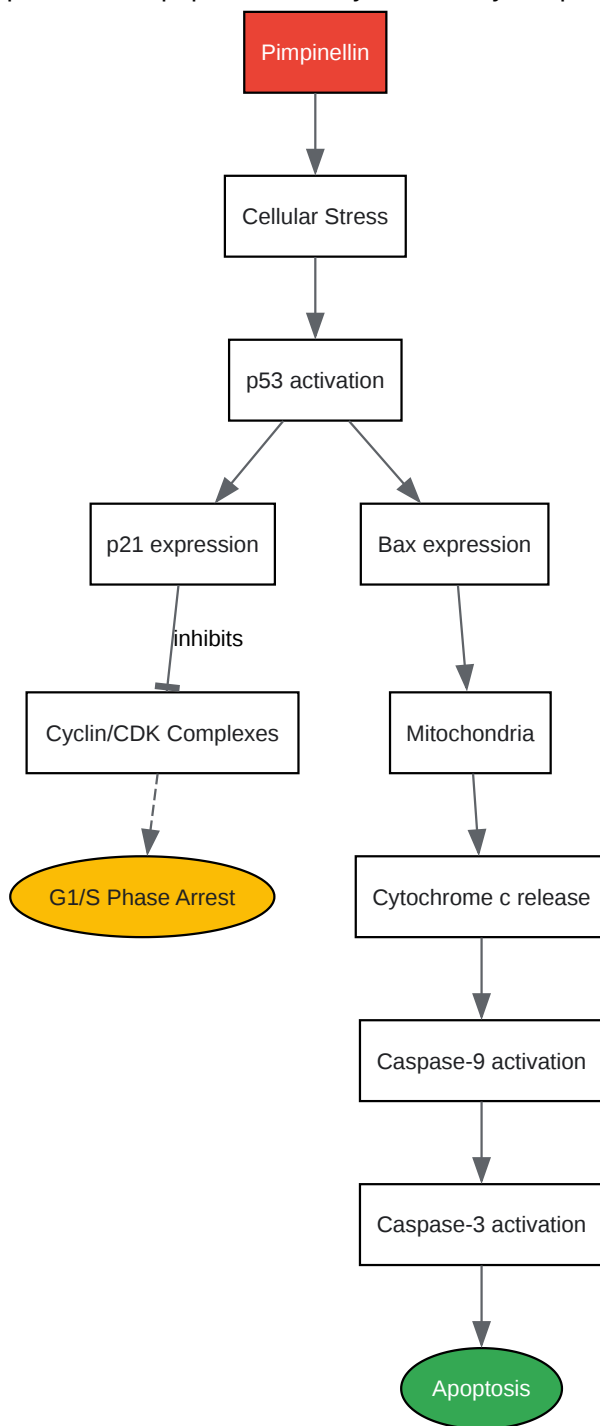 Pimpinellin
Cellular Stress
p53 activation
p21 expression
Bax expression
inhibits
Cyclin/CDK Complexes
Mitochondria
G1/S Phase Arrest
Cytochrome c release
Caspase-9 activation
Caspase-3 activation
Apoptosis